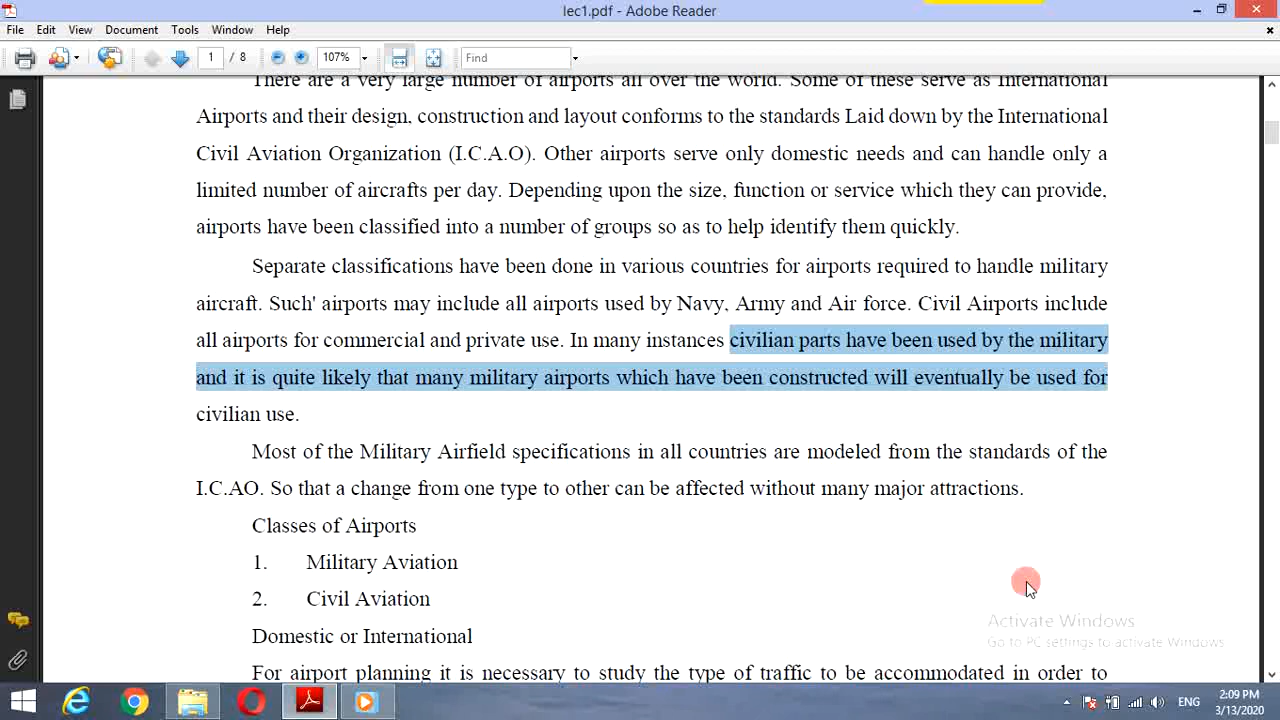 lec1.pdf - Adobe Reader
File Edit View Document Tools Window Help
1 / 8 107% Find
There are a very large number of airports all over the world. Some of these serve as International
Airports and their design, construction and layout conforms to the standards Laid down by the International
Civil Aviation Organization (I.C.A.O). Other airports serve only domestic needs and can handle only a
limited number of aircrafts per day. Depending upon the size, function or service which they can provide,
airports have been classified into a number of groups so as to help identify them quickly.
Separate classifications have been done in various countries for airports required to handle military
aircraft. Such' airports may include all airports used by Navy, Army and Air force. Civil Airports include
all airports for commercial and private use. In many instances civilian parts have been used by the military
and it is quite likely that many military airports which have been constructed will eventually be used for
civilian use.
Most of the Military Airfield specifications in all countries are modeled from the standards of the
I.C.AO. So that a change from one type to other can be affected without many major attractions.
Classes of Airports
1. Military Aviation
2. Civil Aviation
Domestic or International
For airport planning it is necessary to study the type of traffic to be accommodated in order to
Activate Windows
Go to PC settings to activate Windows
ENG
2:09 PM
3/13/2020